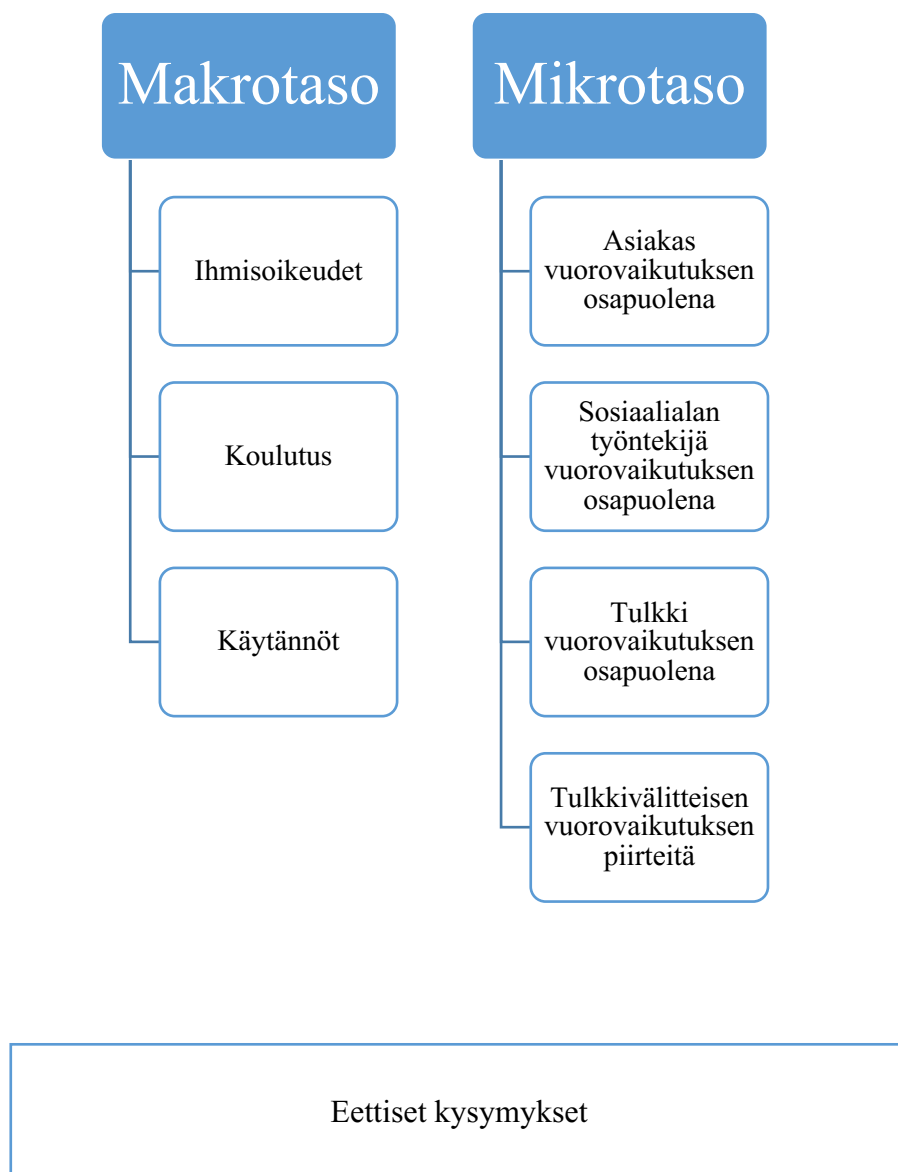 Makrotaso
Ihmisoikeudet
Koulutus
Käytännöt
Mikrotaso
Asiakas
vuorovaikutuksen
osapuolena
Sosiaalialan
työntekijä
vuorovaikutuksen
osapuolena
Tulkki
vuorovaikutuksen
osapuolena
Tulkkivälitteisen
vuorovaikutuksen
piirteitä
Eettiset kysymykset